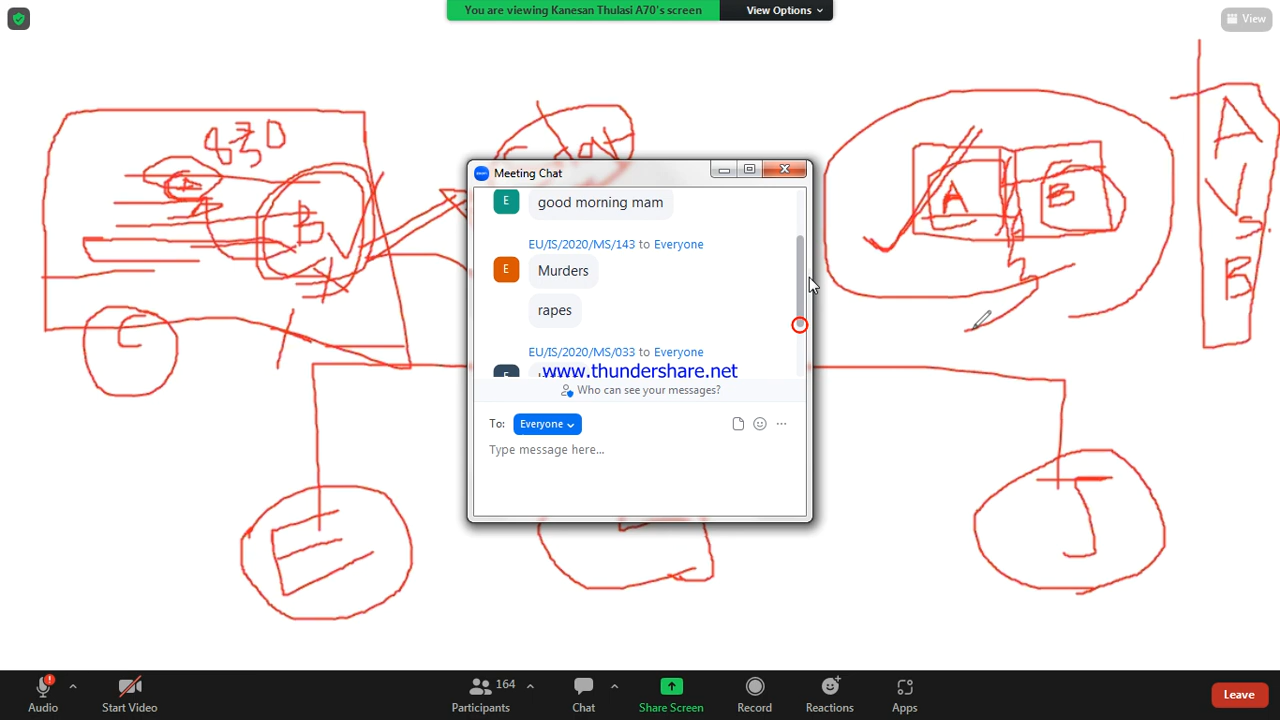 You are viewing Kanesan Thulasi A70's screen
View Options
View
830
B
C
A
B
A
V
B
E
J
Meeting Chat
E
good morning mam
EU/IS/2020/MS/143 to Everyone
E
Murders
rapes
EU/IS/2020/MS/033 to Everyone
www.thundershare.net
Who can see your messages?
To: Everyone
Type message here...
Audio
Start Video
164
Participants
Chat
Share Screen
Record
Reactions
Apps
Leave